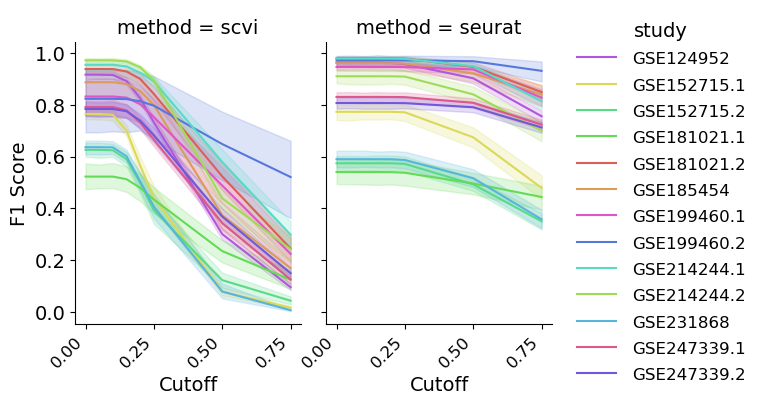 method = scvi
method = seurat
F1 Score
1.0
0.8
0.6
0.4
0.2
0.0
0.00
0.25
0.50
0.75
Cutoff
0.00
0.25
0.50
0.75
Cutoff
study
GSE124952
GSE152715.1
GSE152715.2
GSE181021.1
GSE181021.2
GSE185454
GSE199460.1
GSE199460.2
GSE214244.1
GSE214244.2
GSE231868
GSE247339.1
GSE247339.2